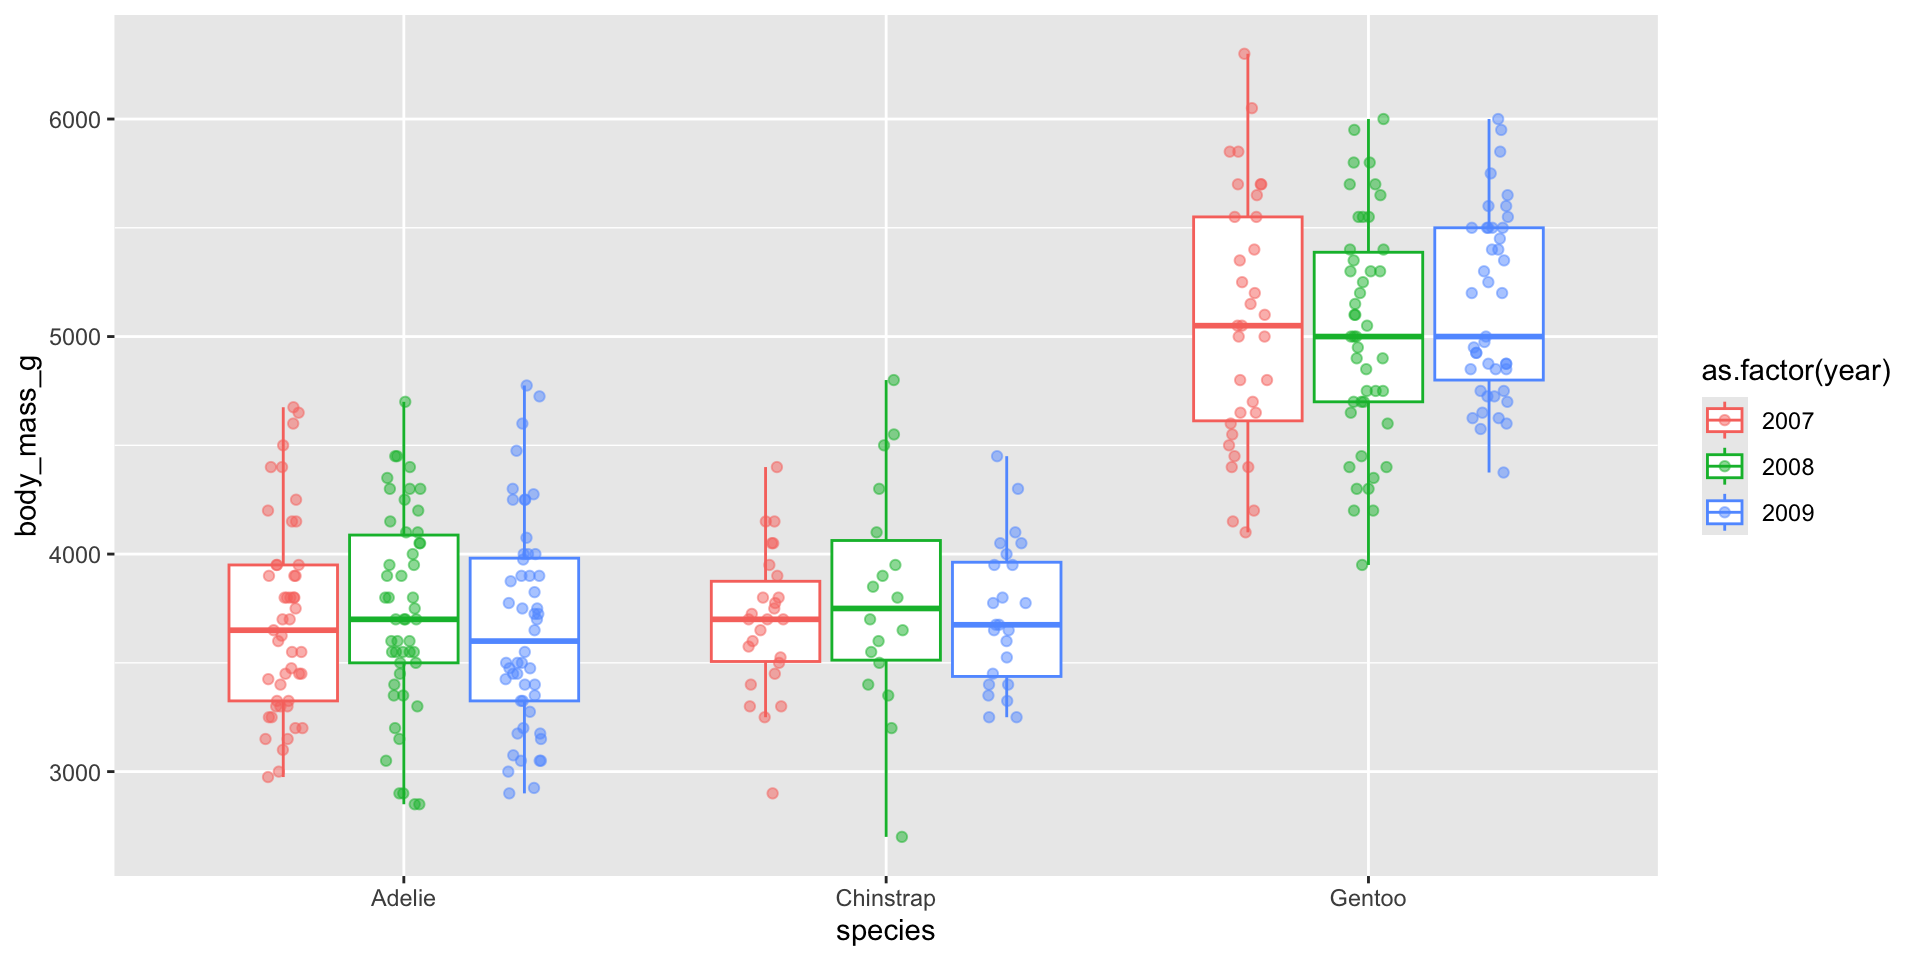 body_mass_g
6000
5000
4000
3000
Adelie
Chinstrap
Gentoo
species
as.factor(year)
2007
2008
2009